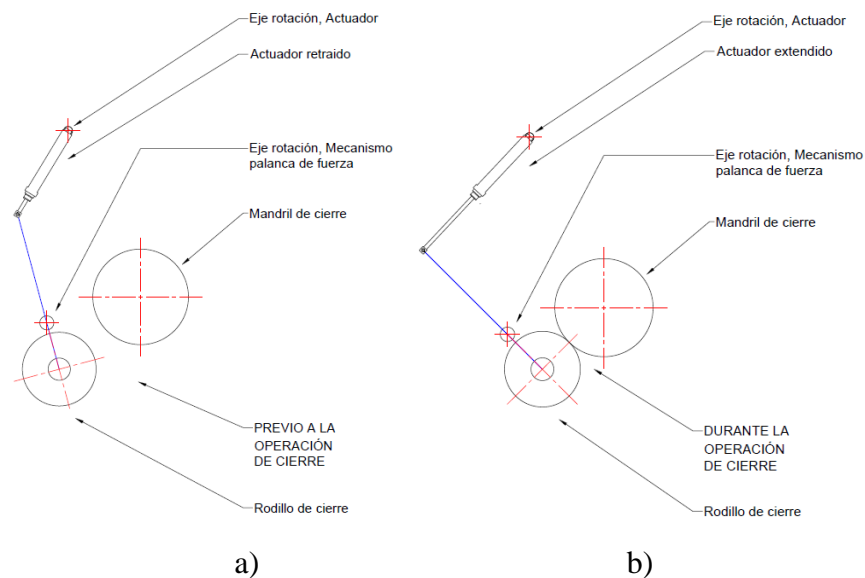 Eje rotación, Actuador
Actuador retraido
Eje rotación, Mecanismo
palanca de fuerza
Mandril de cierre
PREVIO A LA
OPERACIÓN
DE CIERRE
Rodillo de cierre
a)
Eje rotación, Actuador
Actuador extendido
Eje rotación, Mecanismo
palanca de fuerza
Mandril de cierre
DURANTE LA
OPERACIÓN
DE CIERRE
Rodillo de cierre
b)